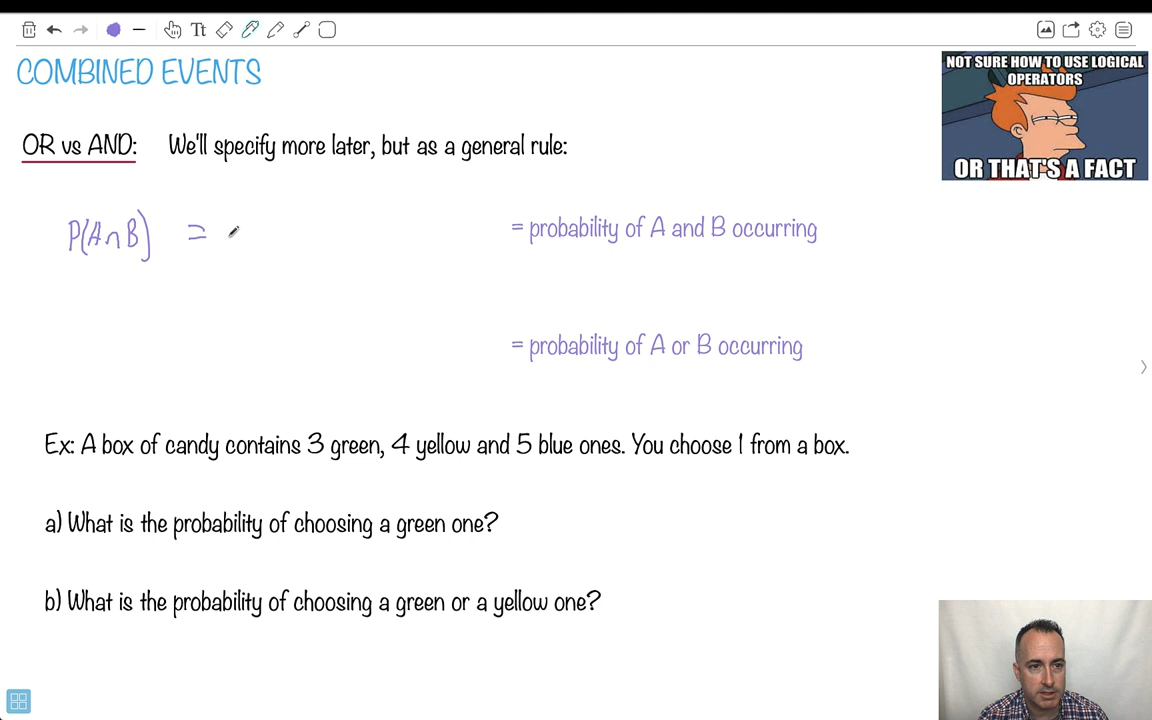 Tt
COMBINED EVENTS
NOT SURE HOW TO USE LOGICAL
OPERATORS
OR THAT'S A FACT
OR vs AND: We'll specify more later, but as a general rule:
P(A∩B) = = probability of A and B occurring
= probability of A or B occurring
Ex: A box of candy contains 3 green, 4 yellow and 5 blue ones. You choose 1 from a box.
a) What is the probability of choosing a green one?
b) What is the probability of choosing a green or a yellow one?